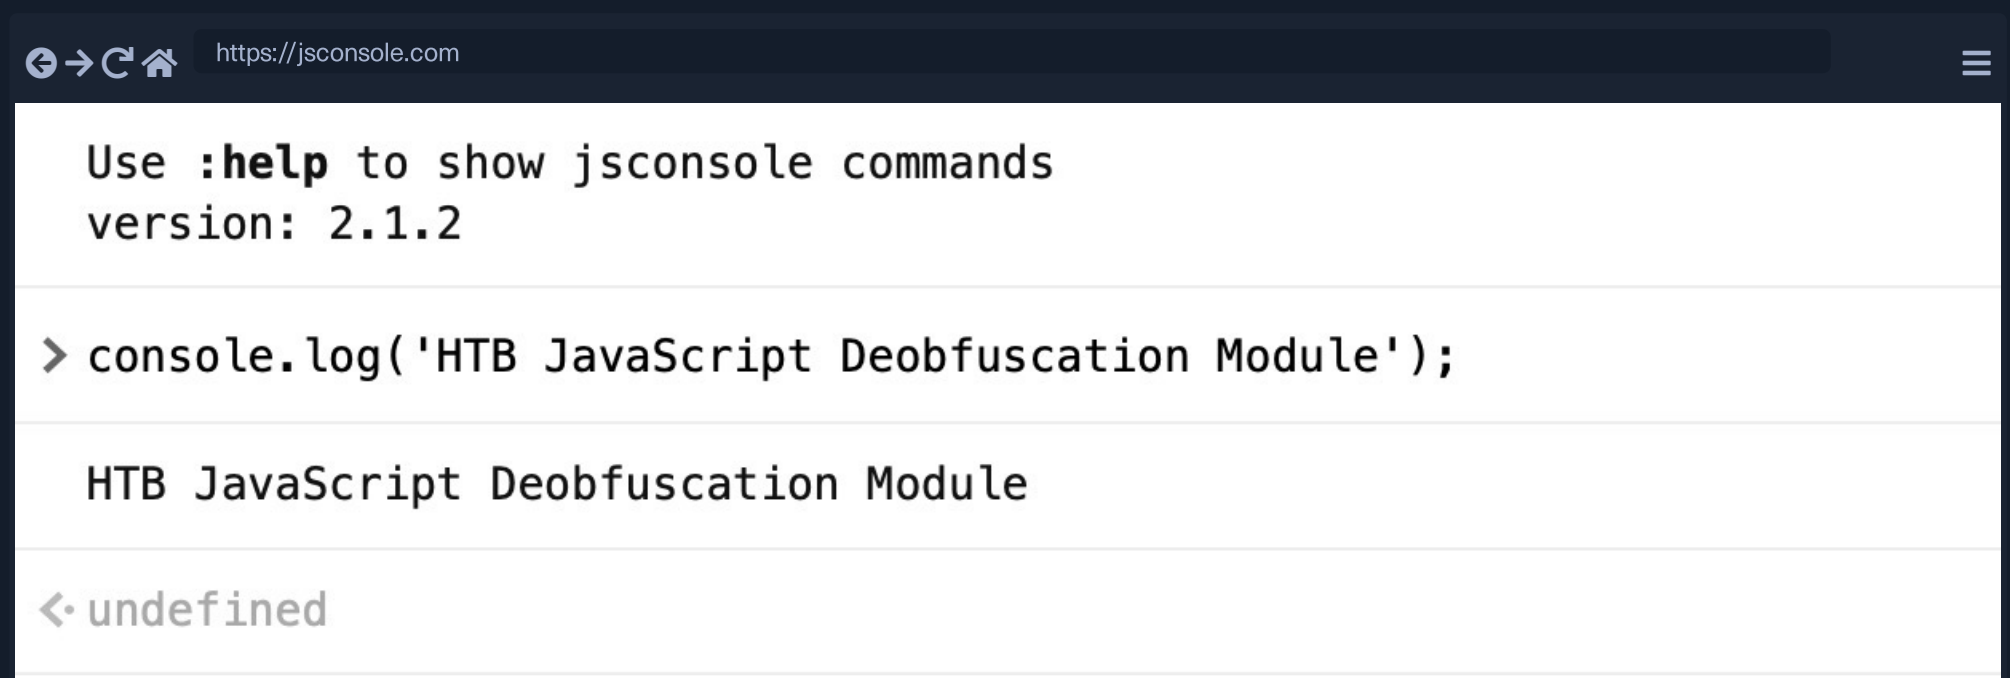 https://jsconsole.com
Use :help to show jsconsole commands
version: 2.1.2
console.log('HTB JavaScript Deobfuscation Module');
HTB JavaScript Deobfuscation Module
undefined